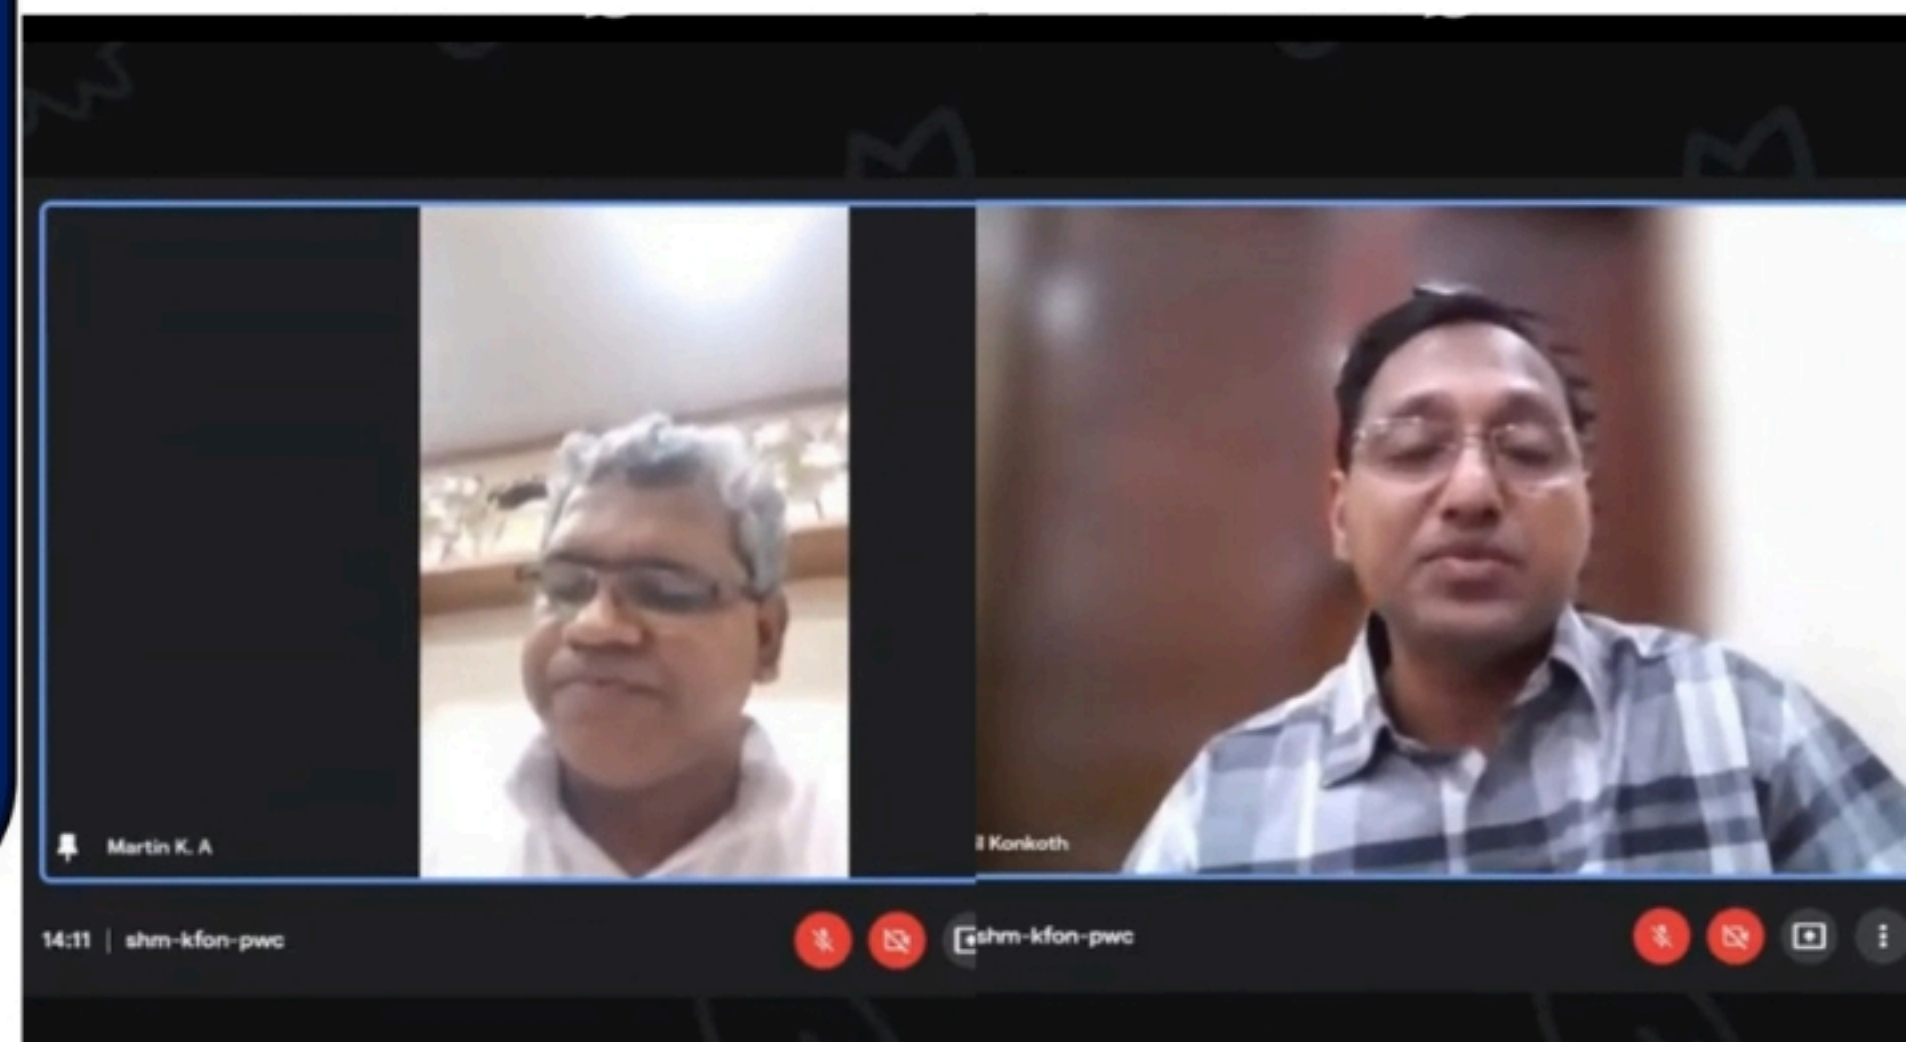 Martin K. A
14:11 | shm-kfon-pwc
l Konkoth
shm-kfon-pwc